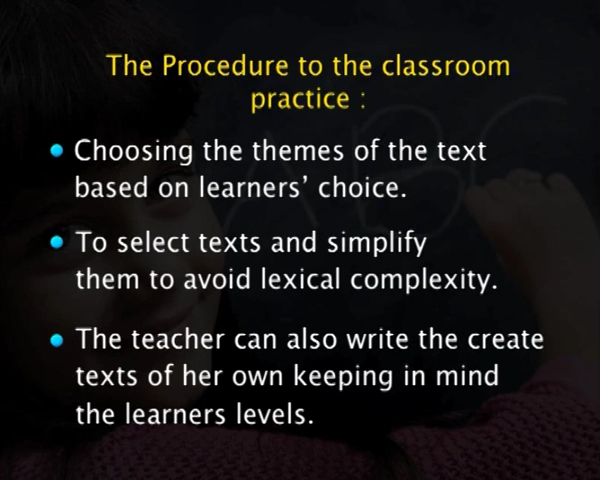 The Procedure to the classroom
practice :
• Choosing the themes of the text
based on learners' choice.
• To select texts and simplify
them to avoid lexical complexity.
• The teacher can also write the create
texts of her own keeping in mind
the learners levels.
ABC